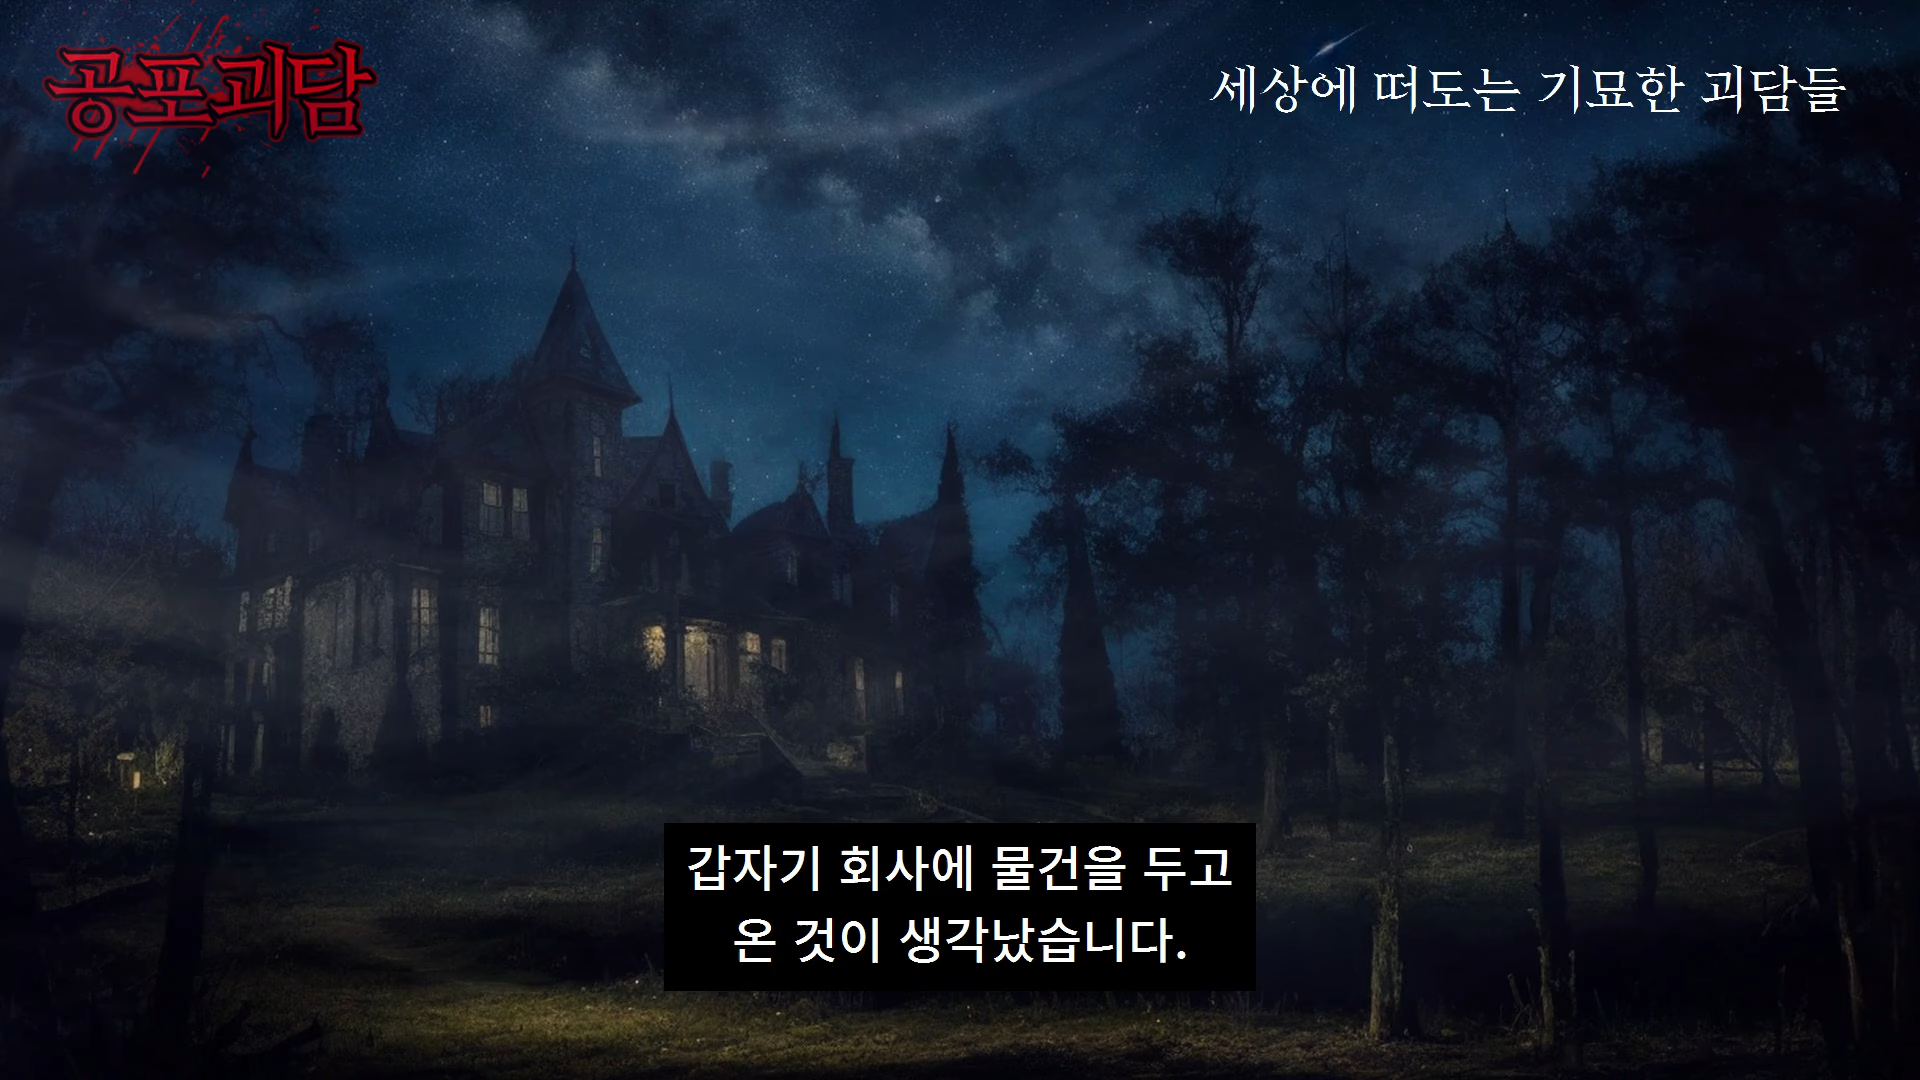 공포괴담
세상에 떠도는 기묘한 괴담들
갑자기 회사에 물건을 두고
온 것이 생각났습니다.